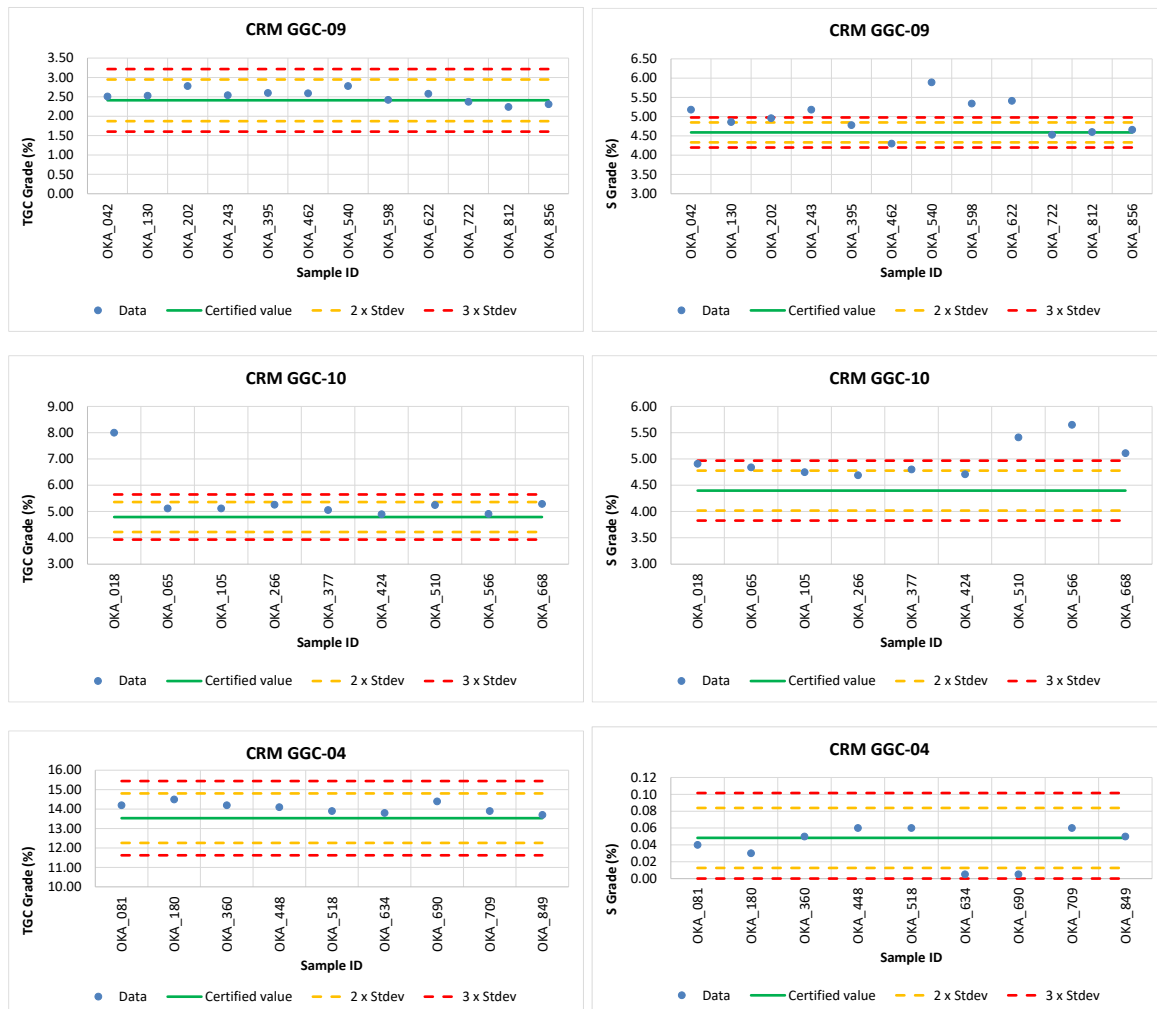 CRM GGC-09
TGC Grade (%)
3.50
3.00
2.50
2.00
1.50
1.00
0.50
0.00
OKA_042
OKA_130
OKA_202
OKA_243
OKA_395
OKA_462
OKA_540
OKA_598
OKA_622
OKA_722
OKA_812
OKA_856
Sample ID
Data Certified value 2 x Stdev 3 x Stdev
CRM GGC-09
S Grade (%)
6.50
6.00
5.50
5.00
4.50
4.00
3.50
3.00
OKA_042
OKA_130
OKA_202
OKA_243
OKA_395
OKA_462
OKA_540
OKA_598
OKA_622
OKA_722
OKA_812
OKA_856
Sample ID
Data Certified value 2 x Stdev 3 x Stdev
CRM GGC-10
TGC Grade (%)
9.00
8.00
7.00
6.00
5.00
4.00
3.00
OKA_018
OKA_065
OKA_105
OKA_266
OKA_377
OKA_424
OKA_510
OKA_566
OKA_668
Sample ID
Data Certified value 2 x Stdev 3 x Stdev
CRM GGC-10
S Grade (%)
6.00
5.50
5.00
4.50
4.00
3.50
3.00
OKA_018
OKA_065
OKA_105
OKA_266
OKA_377
OKA_424
OKA_510
OKA_566
OKA_668
Sample ID
Data Certified value 2 x Stdev 3 x Stdev
CRM GGC-04
TGC Grade (%)
16.00
15.00
14.00
13.00
12.00
11.00
10.00
OKA_081
OKA_180
OKA_360
OKA_448
OKA_518
OKA_634
OKA_690
OKA_709
OKA_849
Sample ID
Data Certified value 2 x Stdev 3 x Stdev
CRM GGC-04
S Grade (%)
0.12
0.10
0.08
0.06
0.04
0.02
0.00
OKA_081
OKA_180
OKA_360
OKA_448
OKA_518
OKA_634
OKA_690
OKA_709
OKA_849
Sample ID
Data Certified value 2 x Stdev 3 x Stdev